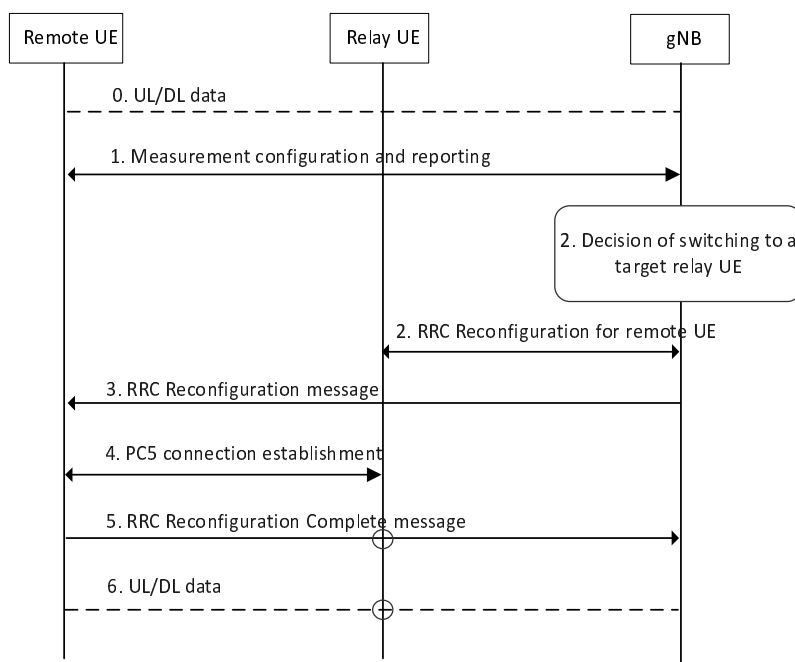 Remote UE
Relay UE
gNB
0. UL/DL data
1. Measurement configuration and reporting
2. Decision of switching to a
target relay UE
2. RRC Reconfiguration for remote UE
3. RRC Reconfiguration message
4. PC5 connection establishment
5. RRC Reconfiguration Complete message
6. UL/DL data